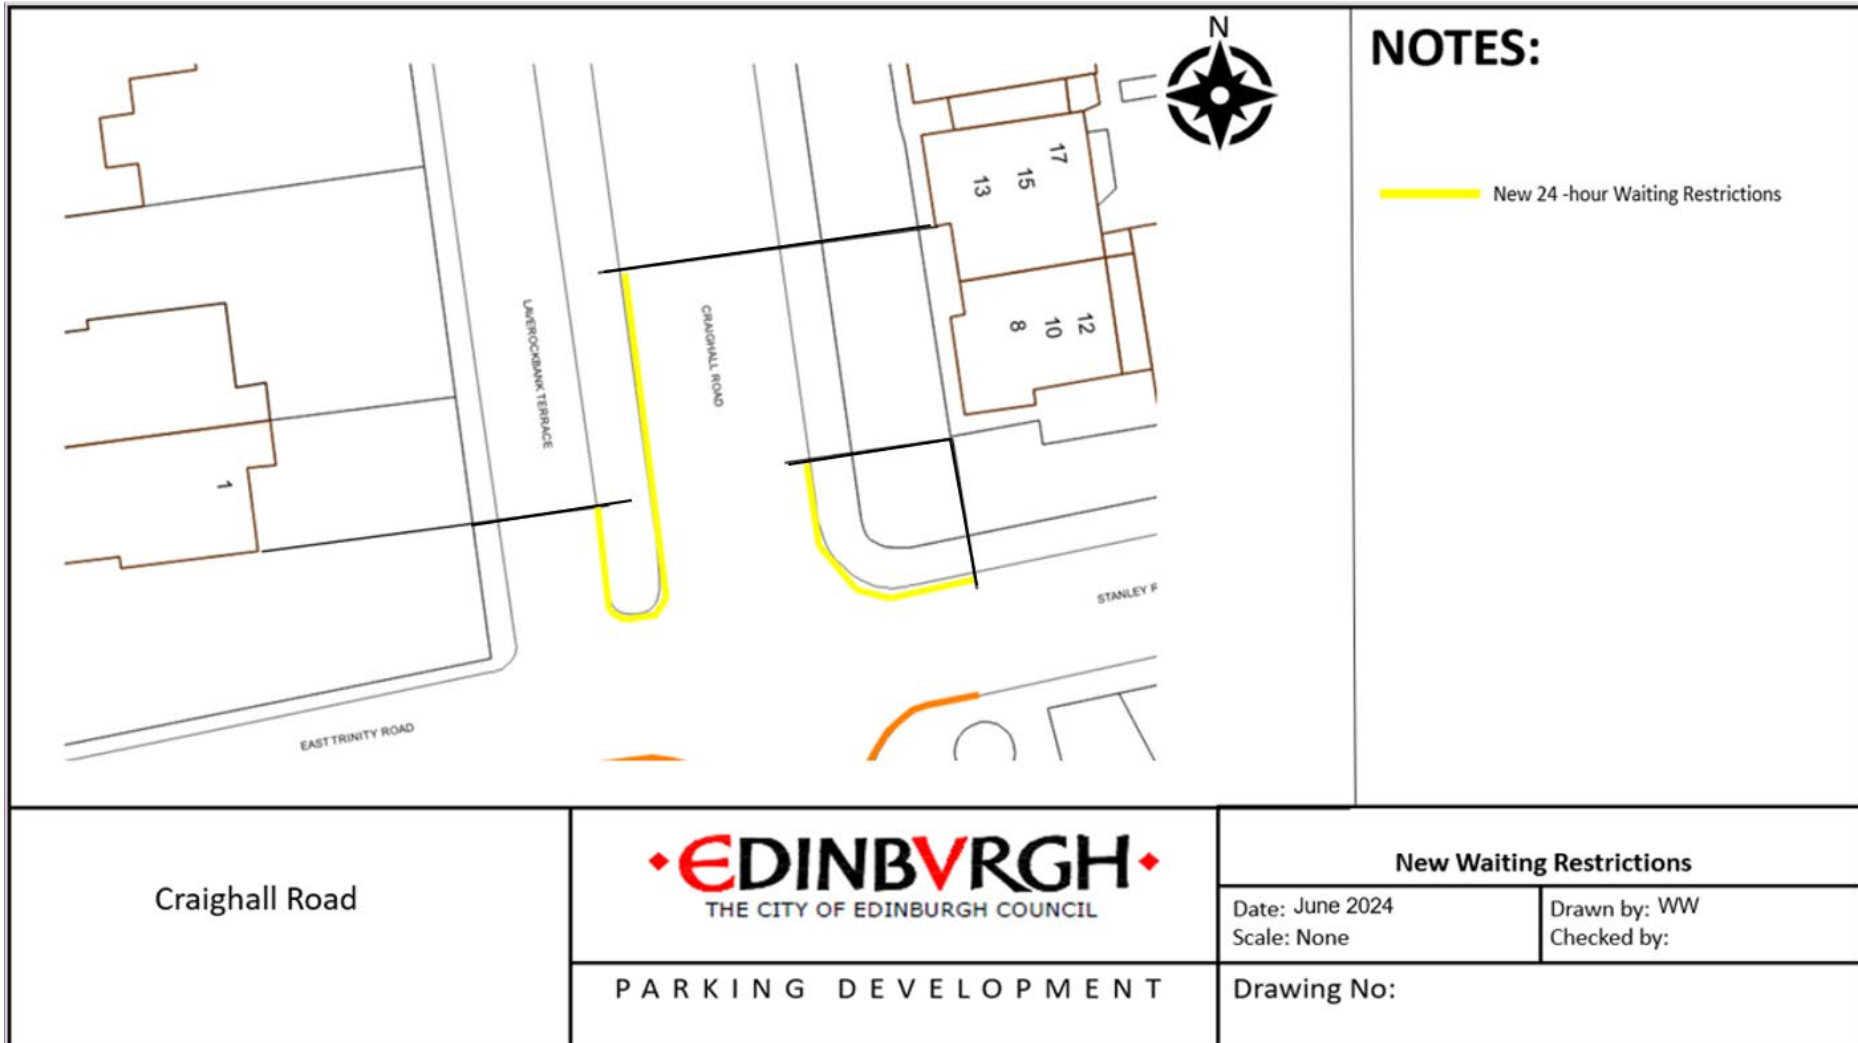 N
NOTES:
New 24 -hour Waiting Restrictions
17
15
13
12
10
8
LAVEROCKBANK TERRACE
CRAIGHALL ROAD
1
STANLEY
EAST TRINITY ROAD
Craighall Road
EDINBVRGH
THE CITY OF EDINBURGH COUNCIL
PARKING DEVELOPMENT
New Waiting Restrictions
Date: June 2024
Scale: None
Drawn by: WW
Checked by:
Drawing No: